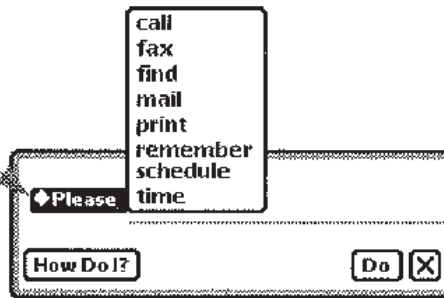 call
fax
find
mail
print
remember
schedule
◆Please time
How Do I? Do X